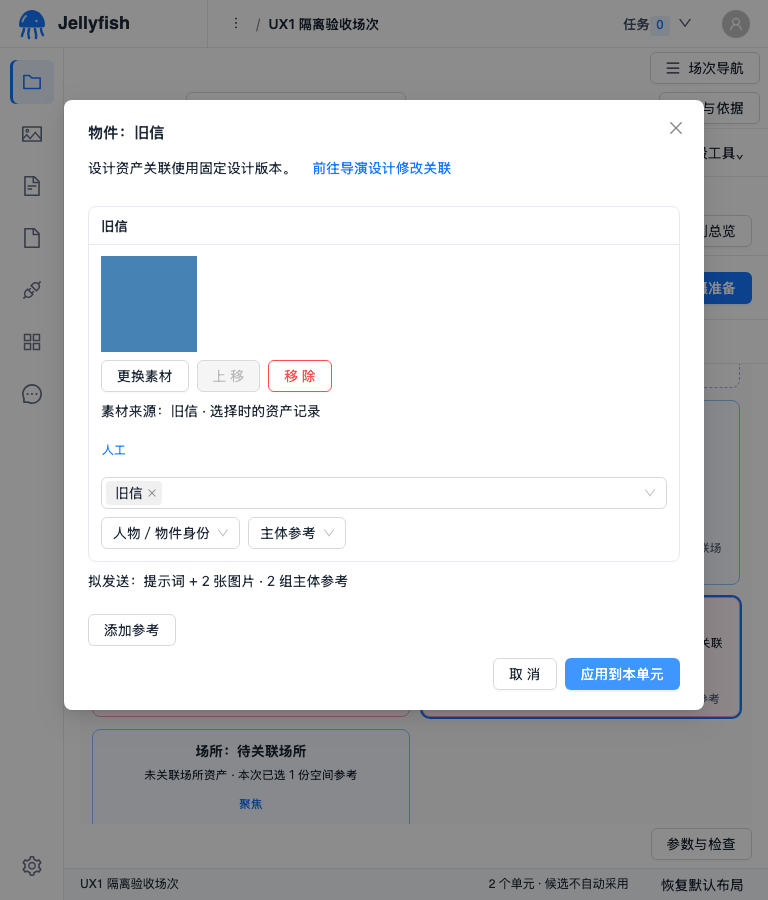 Jellyfish
⋮ / UX1 隔离验收场次
任务 0
场次导航
与依据
工具
总览
准备
物件：旧信
设计资产关联使用固定设计版本。 前往导演设计修改关联
旧信
更换素材 上移 移除
素材来源：旧信 · 选择时的资产记录
人工
旧信
人物 / 物件身份 主体参考
拟发送：提示词 + 2 张图片 · 2 组主体参考
添加参考
取消 应用到本单元
联场
关联
参考
场所：待关联场所
未关联场所资产 · 本次已选 1 份空间参考
聚焦
参数与检查
UX1 隔离验收场次 2 个单元 · 候选不自动采用 恢复默认布局